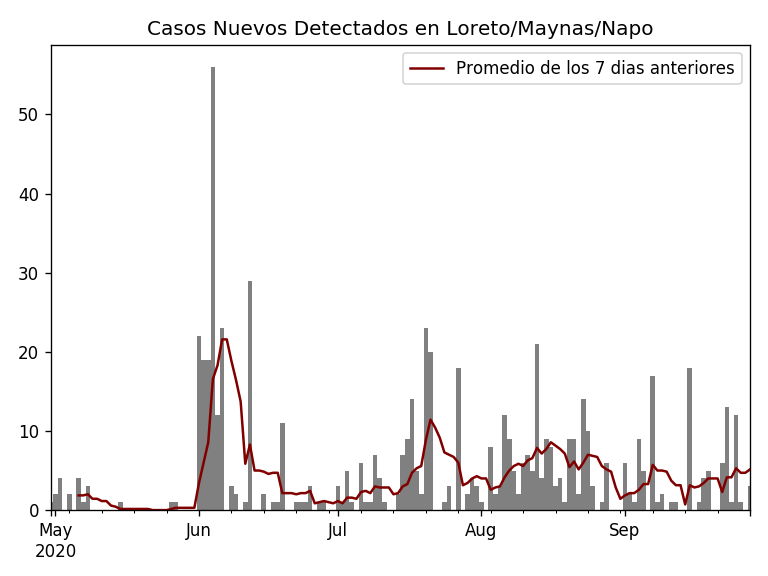 Casos Nuevos Detectados en Loreto/Maynas/Napo
Promedio de los 7 dias anteriores
50
40
30
20
10
0
May Jun Jul Aug Sep
2020